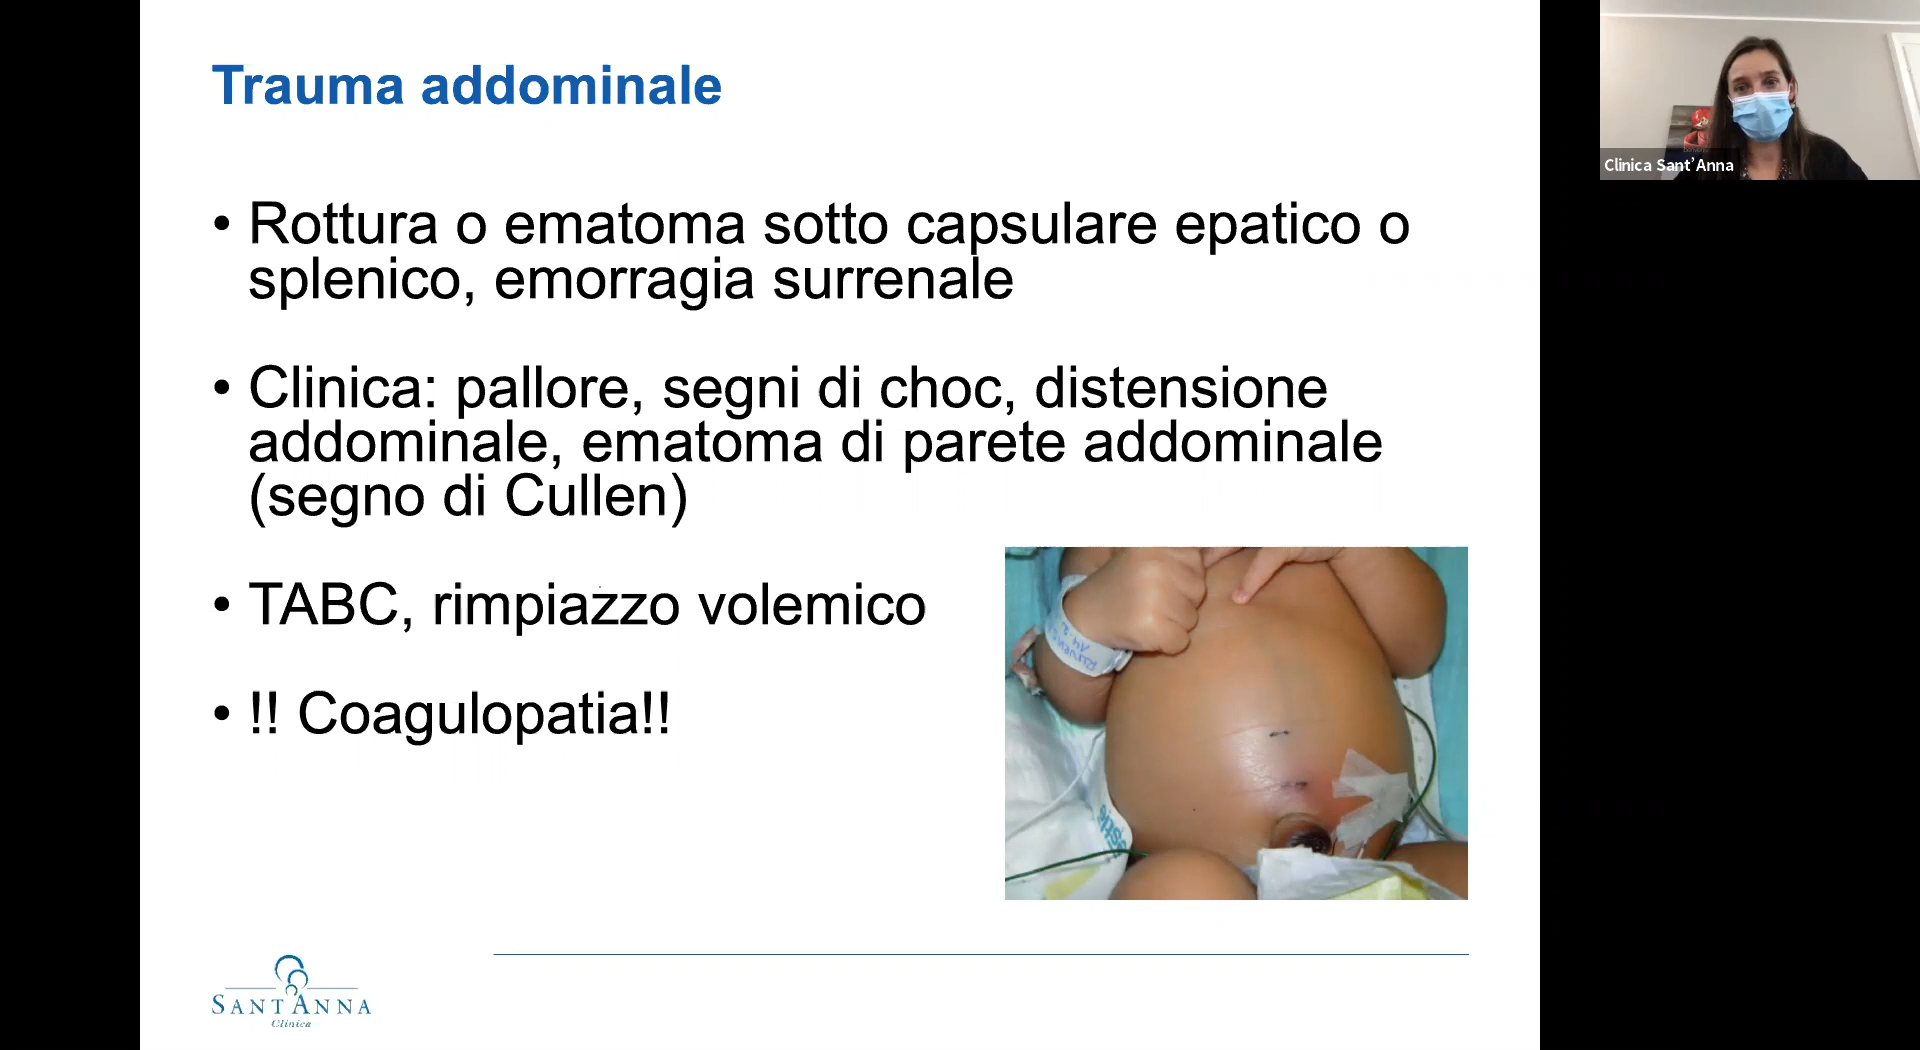 Trauma addominale
• Rottura o ematoma sotto capsulare epatico o
splenico, emorragia surrenale
• Clinica: pallore, segni di choc, distensione
addominale, ematoma di parete addominale
(segno di Cullen)
• TABC, rimpiazzo volemico
• !! Coagulopatia!!
SANT'ANNA
Clinica
Clinica Sant'Anna